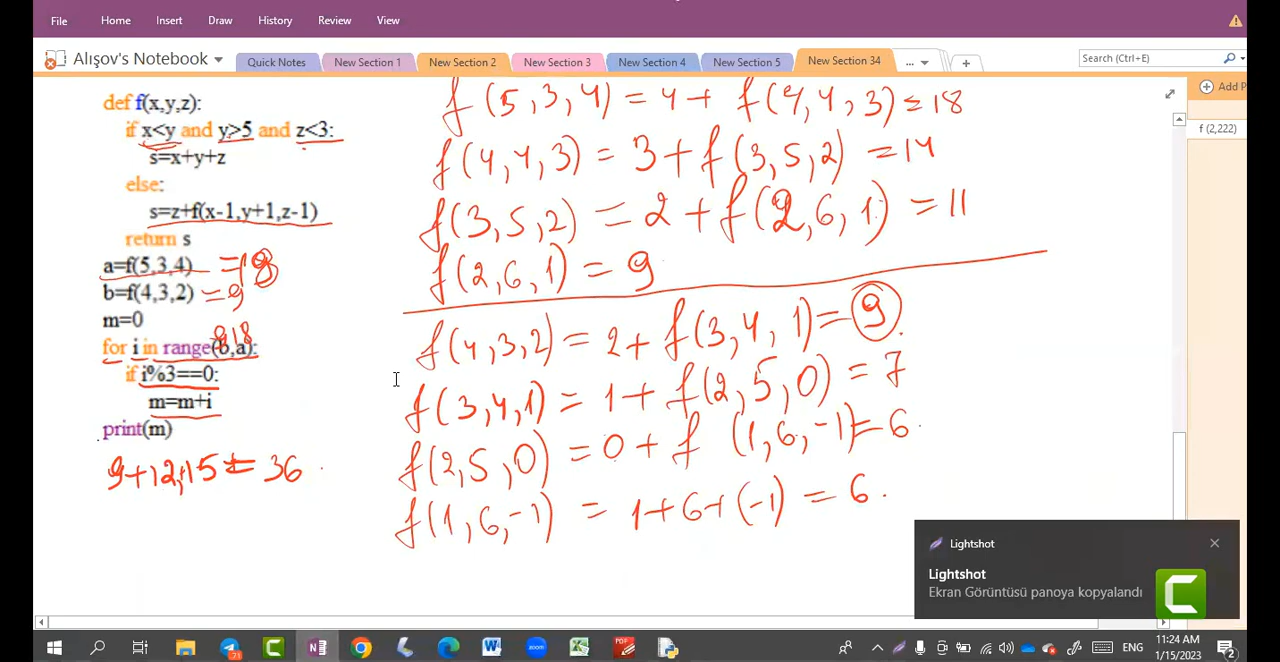 File Home Insert Draw History Review View
Alışov's Notebook Quick Notes New Section 1 New Section 2 New Section 3 New Section 4 New Section 5 New Section 34 ... + Search (Ctrl+E)
Add P
f (2,222)
def f(x,y,z):
if x<y and y>5 and z<3:
s=x+y+z
else:
s=z+f(x-1,y+1,z-1)
return s
a=f(5,3,4) =18
b=f(4,3,2) =9
m=0
9 18
for i in range(b,a):
if i%3==0:
m=m+i
print(m)
9+12+15=36
f(5,3,4)=4+f(4,4,3)=18
f(4,4,3)=3+f(3,5,2)=14
f(3,5,2)=2+f(2,6,1)=11
f(2,6,1)=9
f(4,3,2)=2+f(3,4,1)=9
f(3,4,1)=1+f(2,5,0)=7
f(2,5,0)=0+f(1,6,-1)=6
f(1,6,-1)=1+6+(-1)=6.
Lightshot
Lightshot
Ekran Görüntüsü panoya kopyalandı
ENG
11:24 AM
1/15/2023